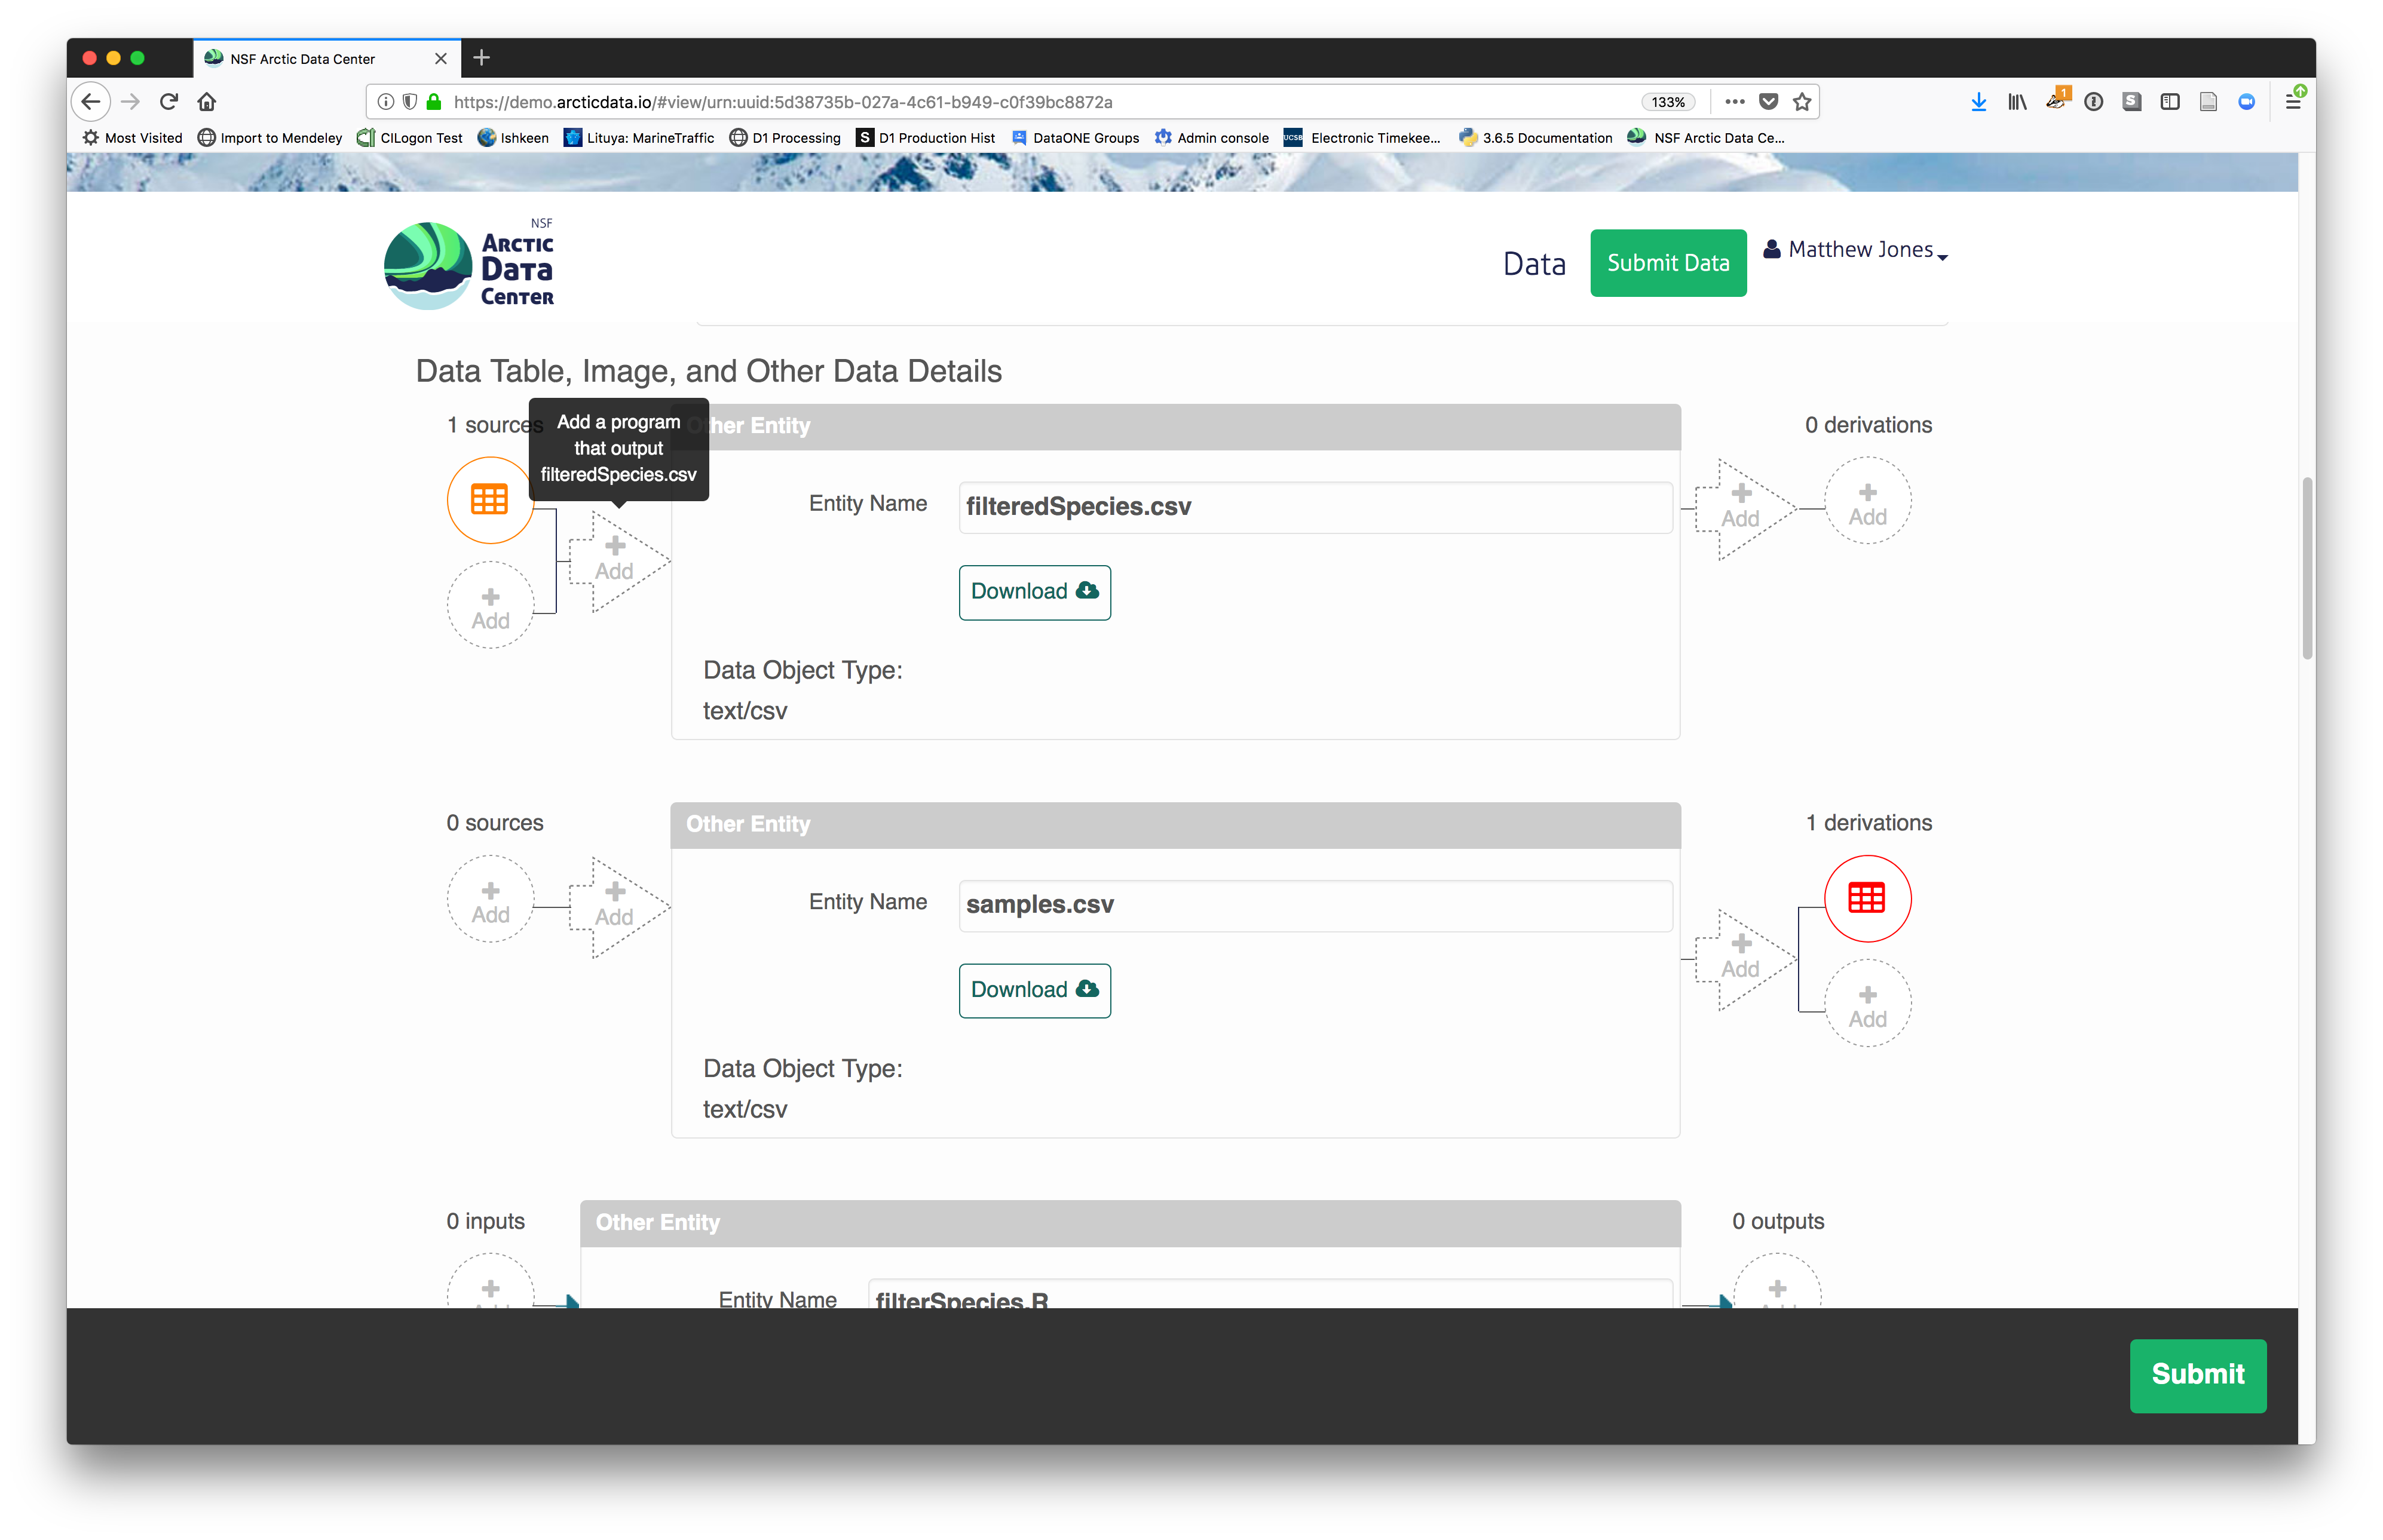 NSF Arctic Data Center
https://demo.arcticdata.io/#view/urn:uuid:5d38735b-027a-4c61-b949-c0f39bc8872a
133%
1
Most Visited
Import to Mendeley
CILogon Test
Ishkeen
Lituya: MarineTraffic
D1 Processing
S
D1 Production Hist
DataONE Groups
Admin console
UCSB
Electronic Timekee...
3.6.5 Documentation
NSF Arctic Data Ce...
NSF
ARCTIC
DATA
CENTER
Data
Submit Data
Matthew Jones
Data Table, Image, and Other Data Details
1 sources
Add a program
that output
filteredSpecies.csv
Other Entity
0 derivations
Entity Name
filteredSpecies.csv
Add
Add
Add
Add
Download
Data Object Type:
text/csv
0 sources
Other Entity
1 derivations
Entity Name
samples.csv
Add
Add
Add
Add
Download
Data Object Type:
text/csv
0 inputs
Other Entity
0 outputs
Entity Name
filterSpecies.R
Submit